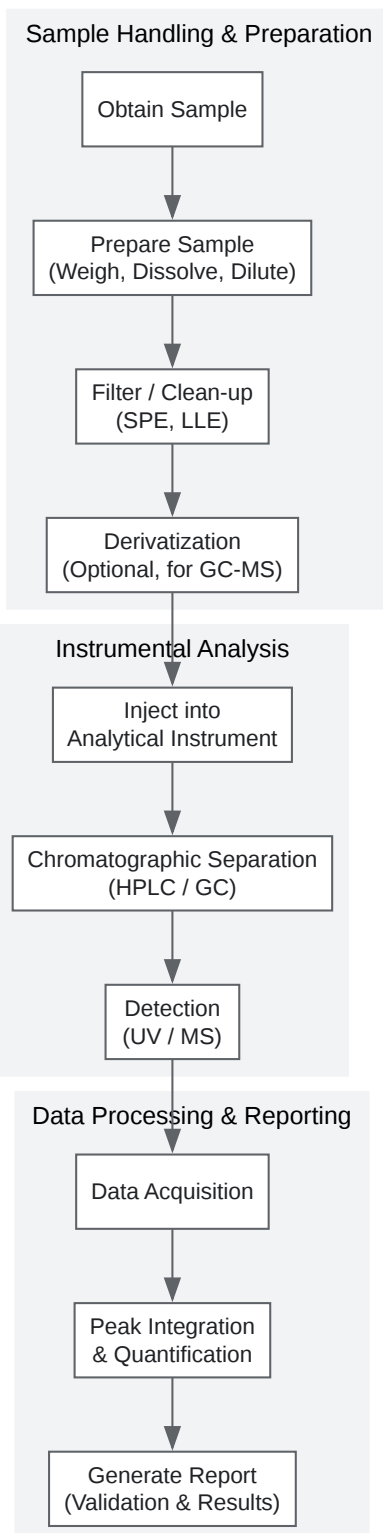 Sample Handling & Preparation
Obtain Sample
Prepare Sample
(Weigh, Dissolve, Dilute)
Filter / Clean-up
(SPE, LLE)
Derivatization
(Optional, for GC-MS)
Instrumental Analysis
Inject into
Analytical Instrument
Chromatographic Separation
(HPLC / GC)
Detection
(UV / MS)
Data Processing & Reporting
Data Acquisition
Peak Integration
& Quantification
Generate Report
(Validation & Results)